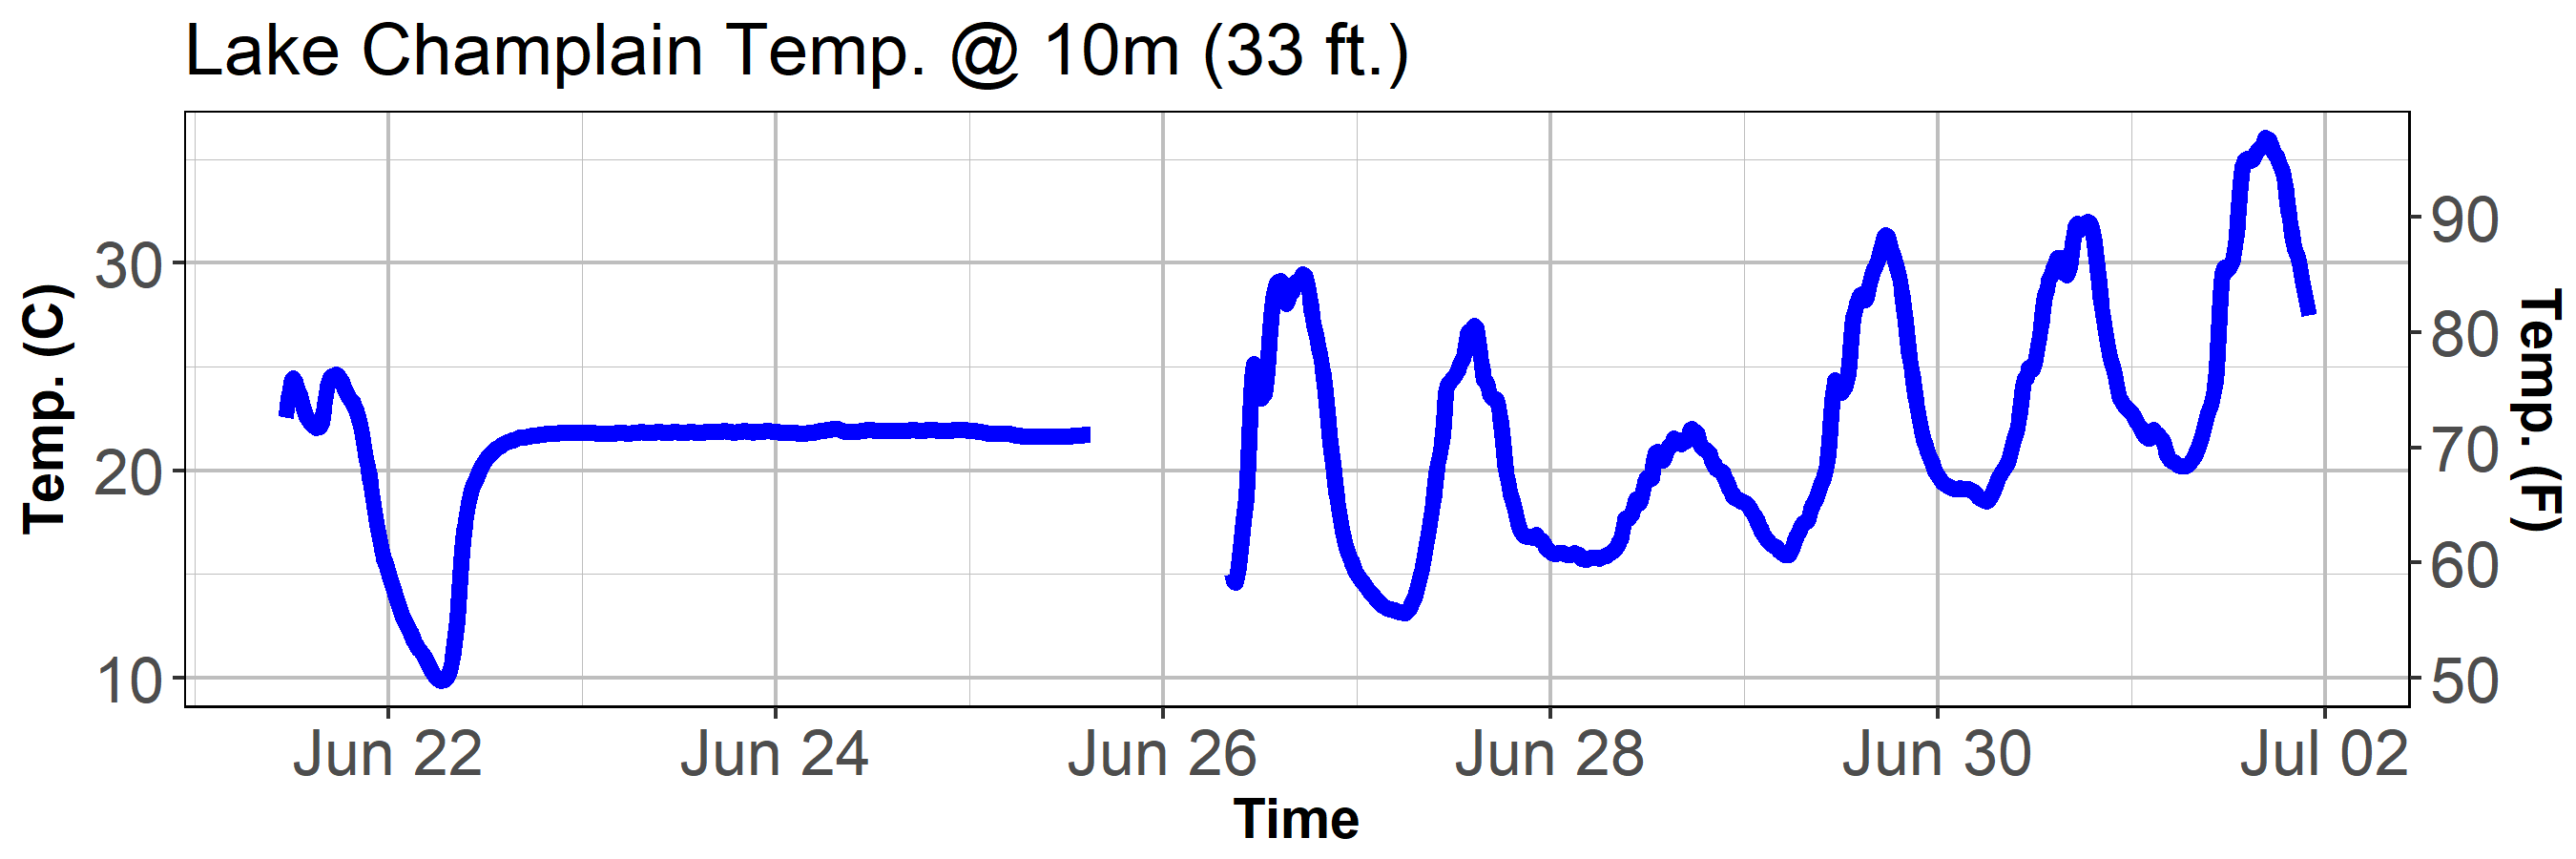 Lake Champlain Temp. @ 10m (33 ft.)
Temp. (C)
30
20
10
90
80
70
60
50
Temp. (F)
Jun 22
Jun 24
Jun 26
Jun 28
Jun 30
Jul 02
Time